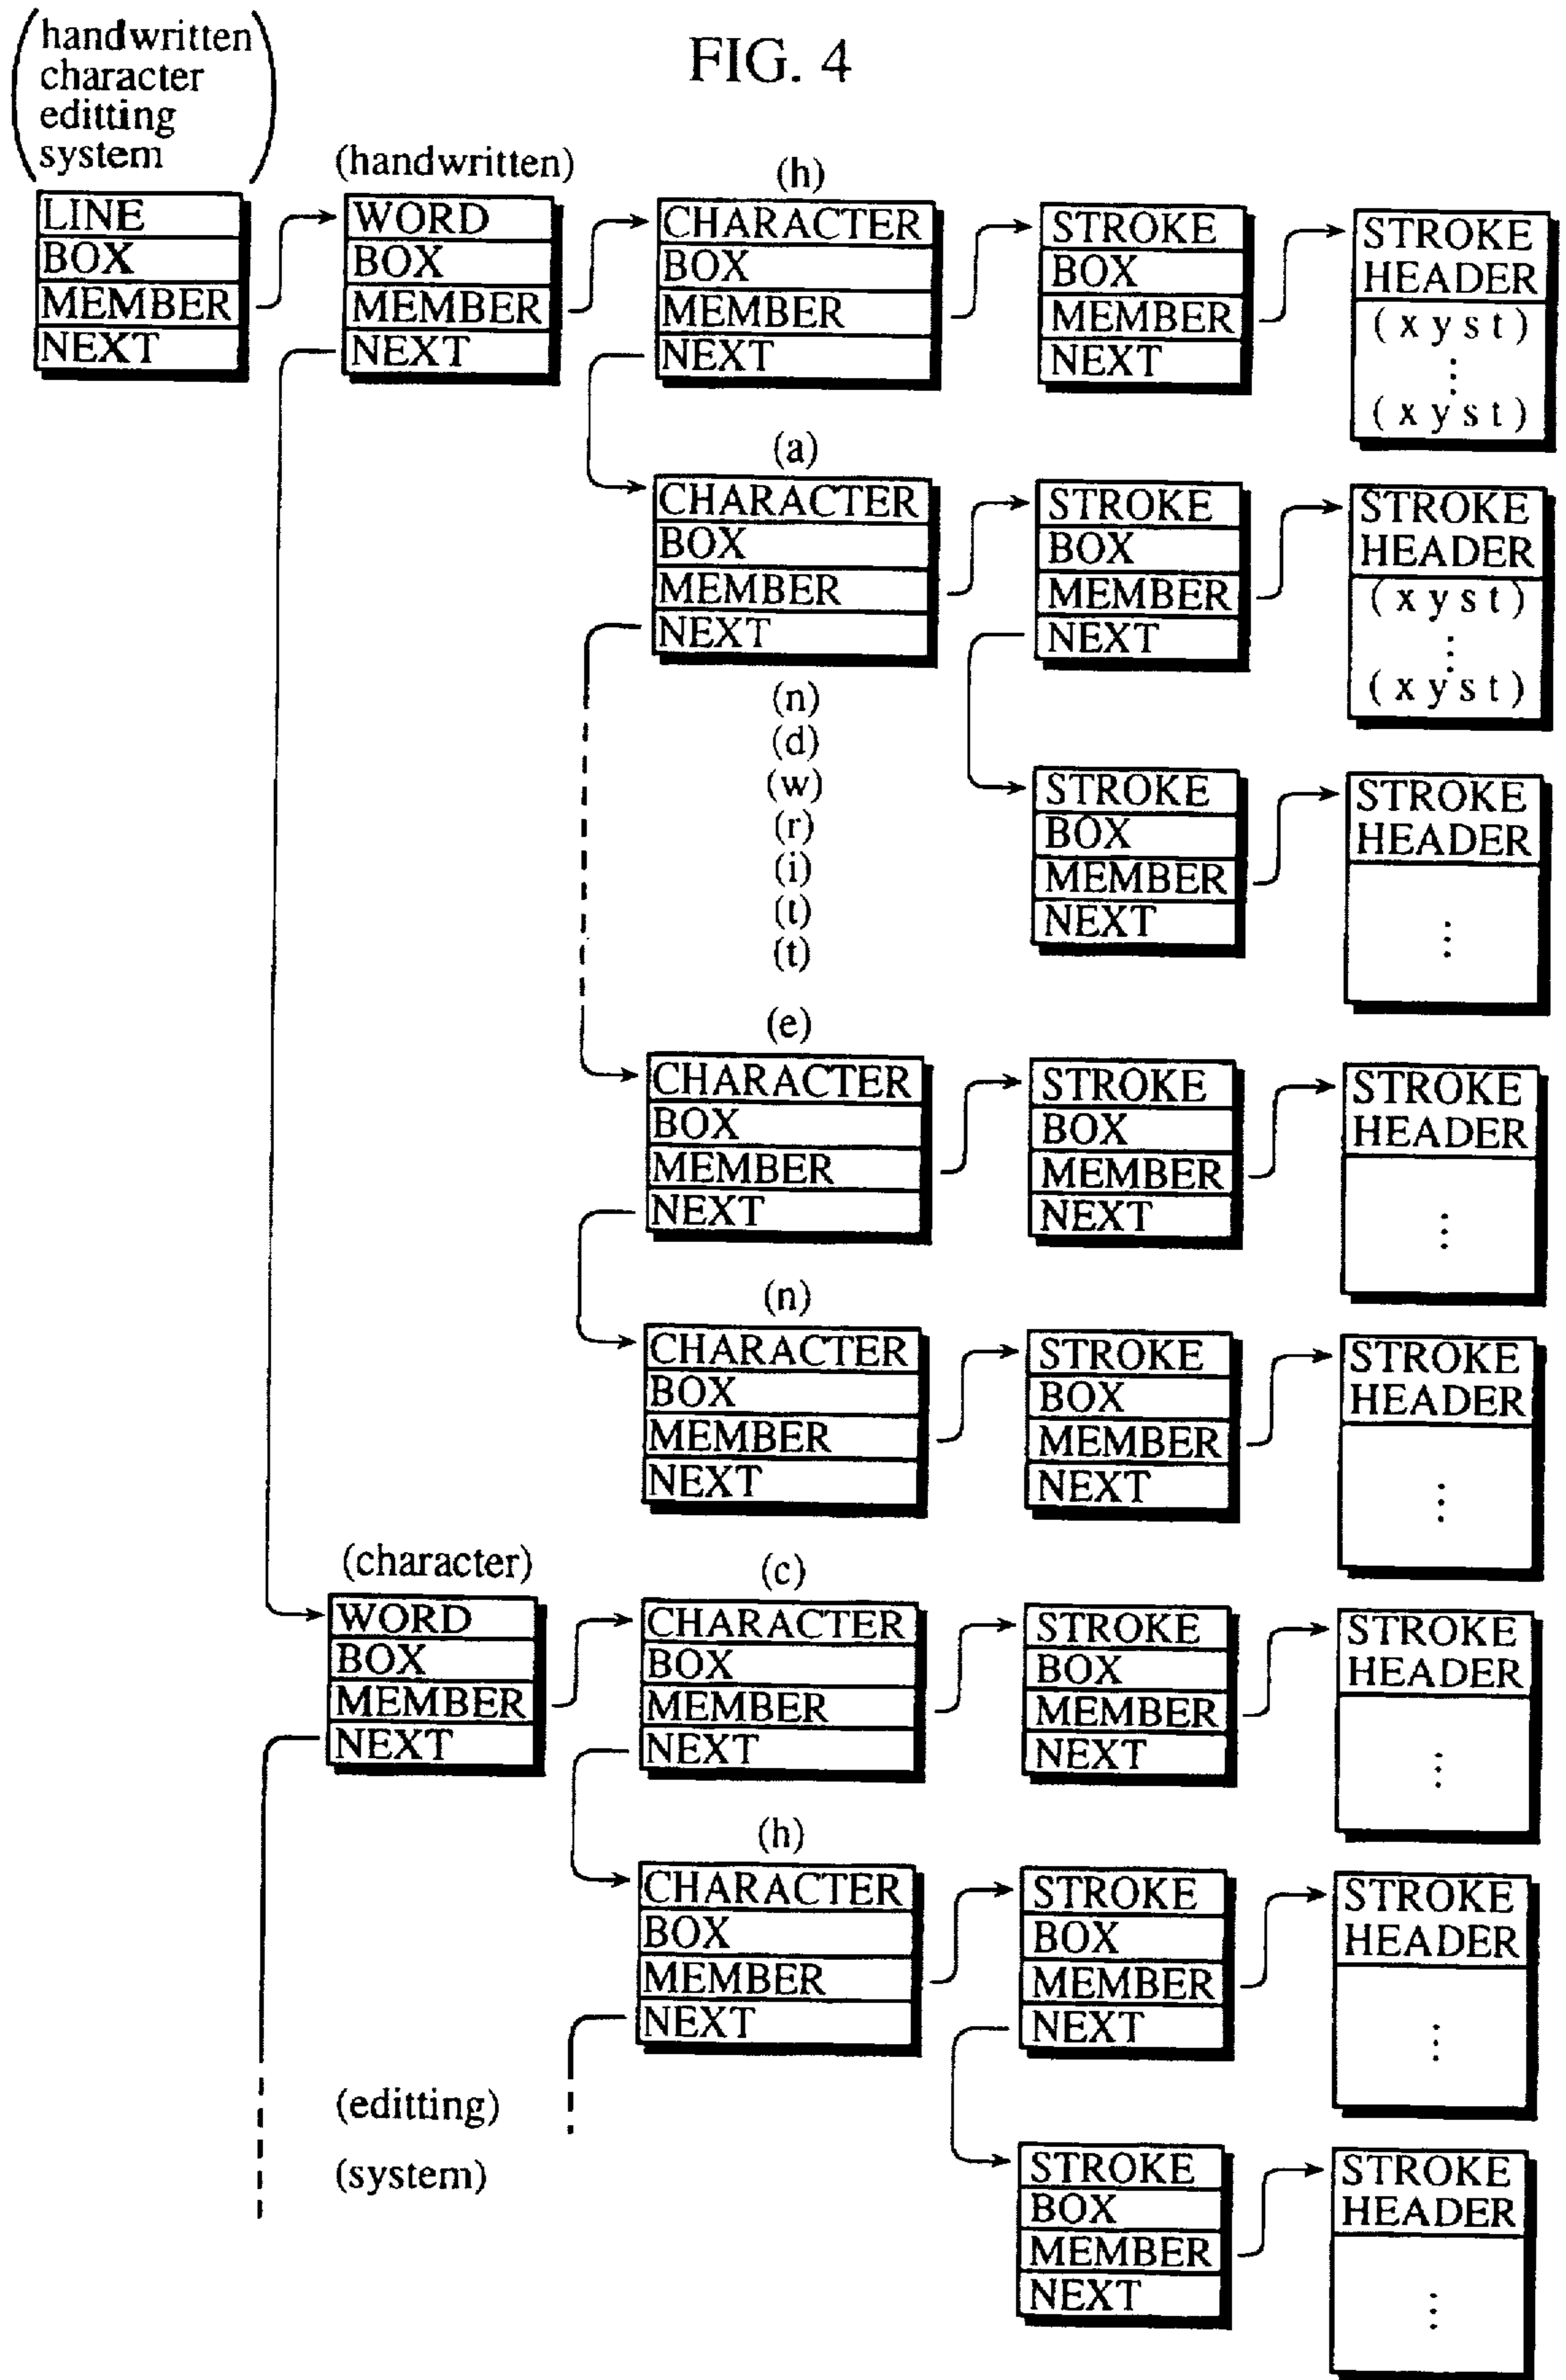 FIG. 4
(handwritten
character
editting
system)
LINE
BOX
MEMBER
NEXT
(handwritten)
WORD
BOX
MEMBER
NEXT
(h)
CHARACTER
BOX
MEMBER
NEXT
STROKE
BOX
MEMBER
NEXT
STROKE
HEADER
(x y s t)
⋮
(x y s t)
(a)
CHARACTER
BOX
MEMBER
NEXT
STROKE
BOX
MEMBER
NEXT
STROKE
HEADER
(x y s t)
⋮
(x y s t)
(n)
(d)
(w)
(r)
(i)
(t)
(t)
STROKE
BOX
MEMBER
NEXT
STROKE
HEADER
⋮
(e)
CHARACTER
BOX
MEMBER
NEXT
STROKE
BOX
MEMBER
NEXT
STROKE
HEADER
⋮
(n)
CHARACTER
BOX
MEMBER
NEXT
STROKE
BOX
MEMBER
NEXT
STROKE
HEADER
⋮
(character)
WORD
BOX
MEMBER
NEXT
(c)
CHARACTER
BOX
MEMBER
NEXT
STROKE
BOX
MEMBER
NEXT
STROKE
HEADER
⋮
(h)
CHARACTER
BOX
MEMBER
NEXT
STROKE
BOX
MEMBER
NEXT
STROKE
HEADER
⋮
(editting)
(system)
STROKE
BOX
MEMBER
NEXT
STROKE
HEADER
⋮